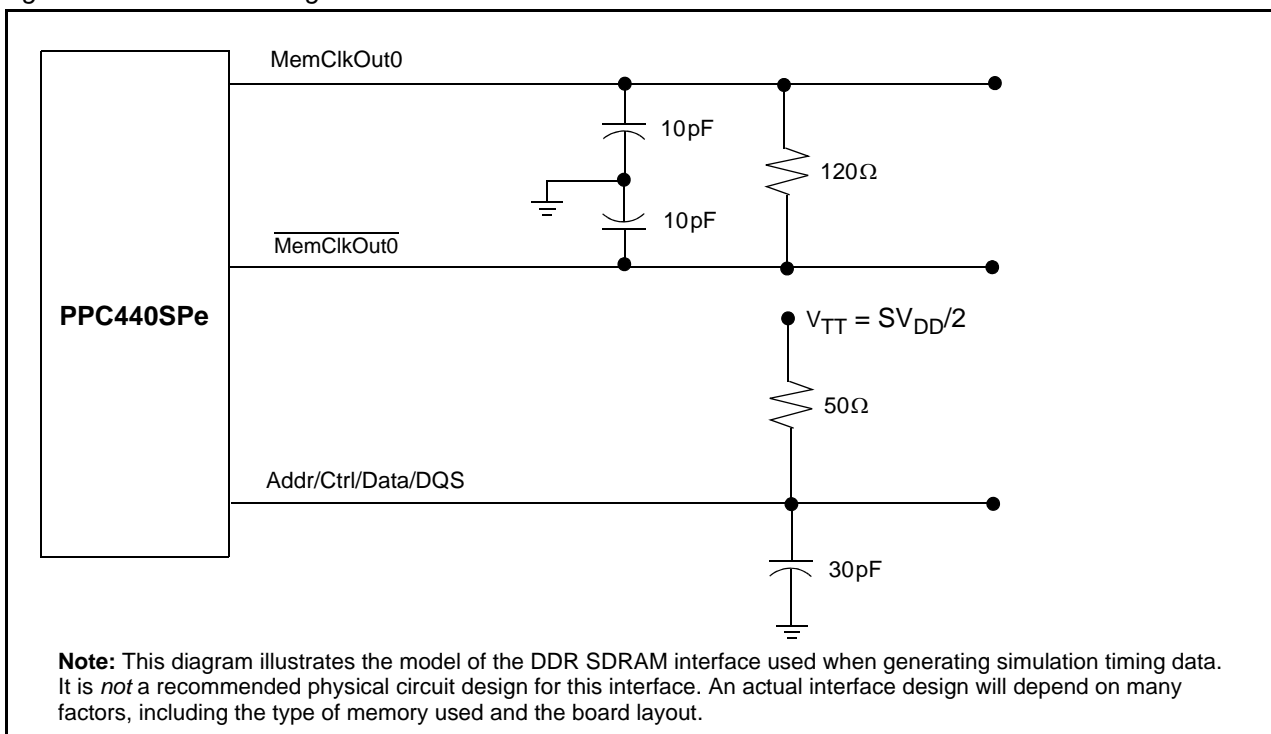 MemClkOut0
10pF
120Ω
10pF
MemClkOut0
PPC440SPe
VTT = SVDD/2
50Ω
Addr/Ctrl/Data/DQS
30pF
Note: This diagram illustrates the model of the DDR SDRAM interface used when generating simulation timing data.
It is not a recommended physical circuit design for this interface. An actual interface design will depend on many
factors, including the type of memory used and the board layout.